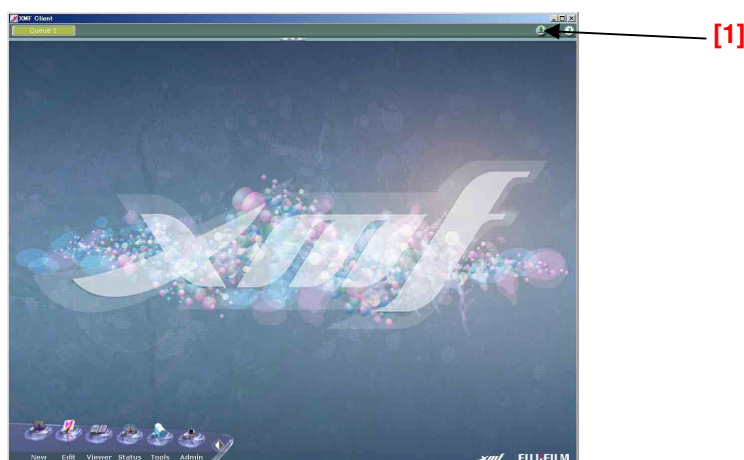 XMF Client
Queue 1
[1]
xmf
New Edit Viewer Status Tools Admin
xmf FUJIFILM